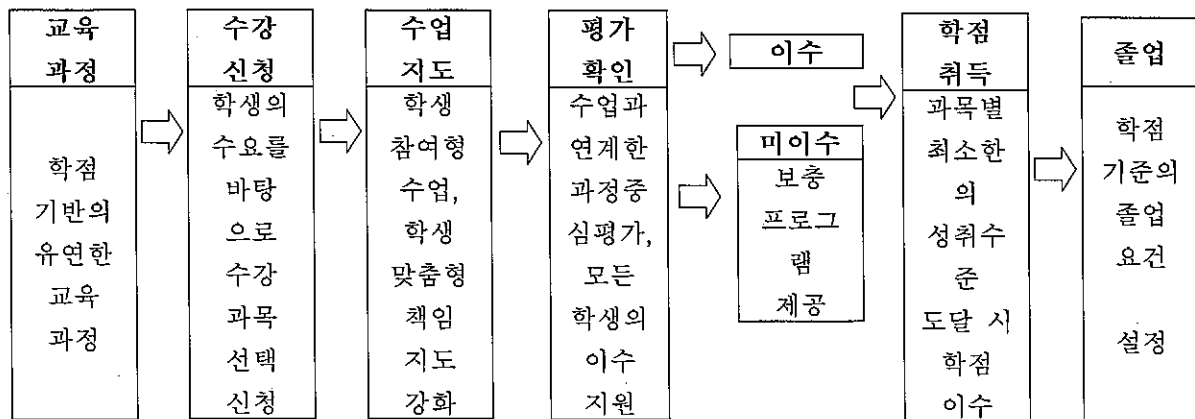 교육
과정
학점
기반의
유연한
교육
과정
수강
신청
학생의
수요를
바탕
으로
수강
과목
선택
신청
수업
지도
학생
참여형
수업,
학생
맞춤형
책임
지도
강화
평가
확인
수업과
연계한
과정중
심평가,
모든
학생의
이수
지원
이수
미이수
보충
프로그
램
제공
학점
취득
과목별
최소한
의
성취수
준
도달 시
학점
이수
졸업
학점
기준의
졸업
요건
설정